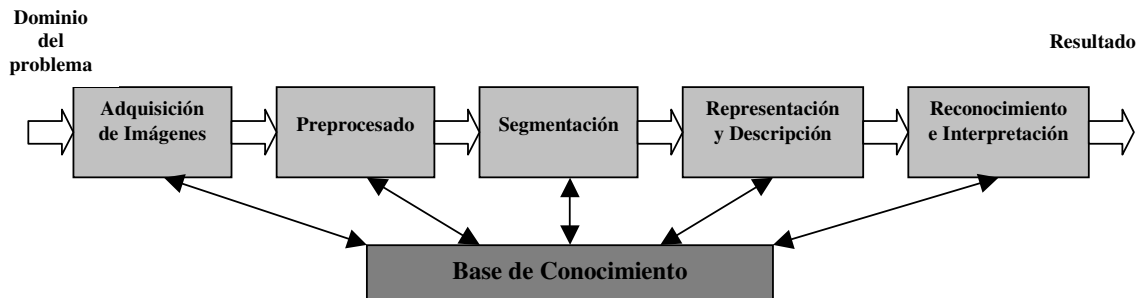 Dominio
del
problema
Resultado
Adquisición
de Imágenes
Preprocesado
Segmentación
Representación
y Descripción
Reconocimiento
e Interpretación
Base de Conocimiento